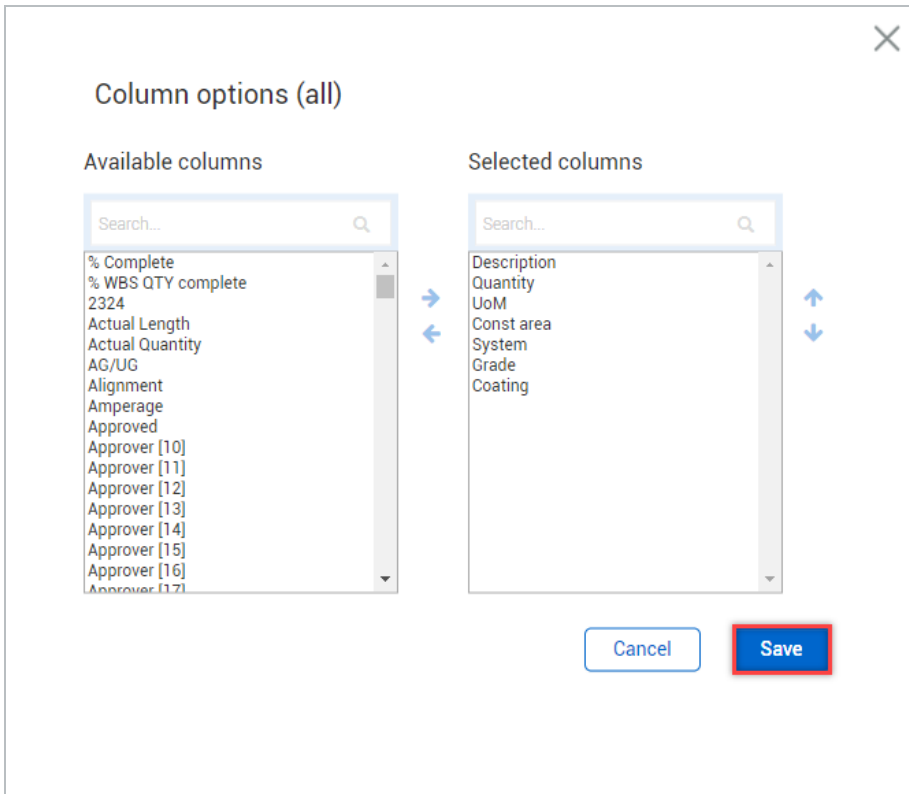 Column options (all)
Available columns
Search...
% Complete
% WBS QTY complete
2324
Actual Length
Actual Quantity
AG/UG
Alignment
Amperage
Approved
Approver [10]
Approver [11]
Approver [12]
Approver [13]
Approver [14]
Approver [15]
Approver [16]
Approver [17]
Selected columns
Search...
Description
Quantity
UoM
Const area
System
Grade
Coating
Cancel
Save